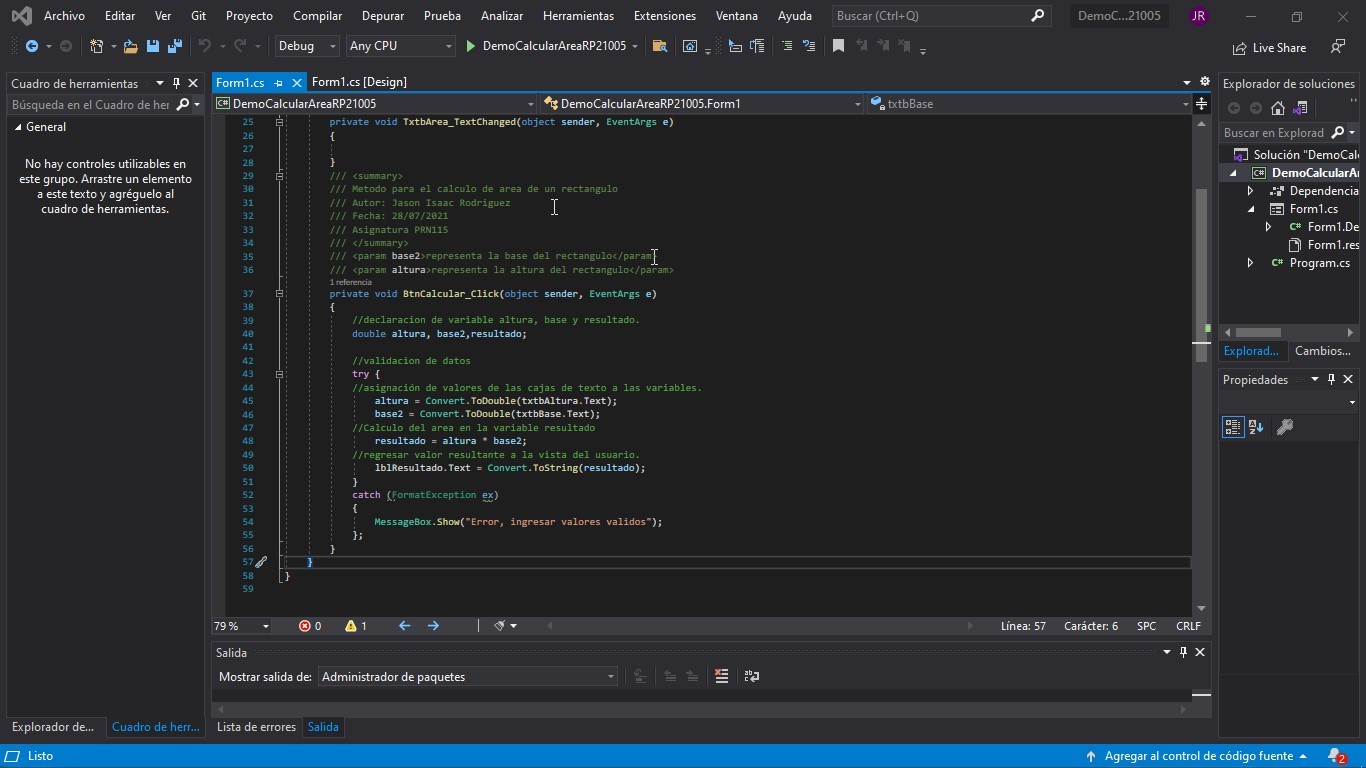 Archivo Editar Ver Git Proyecto Compilar Depurar Prueba Analizar Herramientas Extensiones Ventana Ayuda Buscar (Ctrl+Q) DemoC...21005 JR
Debug Any CPU DemoCalcularAreaRP21005 Live Share
Cuadro de herramientas
Búsqueda en el Cuadro de her
General
No hay controles utilizables en
este grupo. Arrastre un elemento
a este texto y agréguelo al
cuadro de herramientas.
Explorador de... Cuadro de herr...
Form1.cs Form1.cs [Design]
C# DemoCalcularAreaRP21005 DemoCalcularAreaRP21005.Form1 txtbBase
25 private void TxtbArea_TextChanged(object sender, EventArgs e)
26 {
27
28 }
29 /// <summary>
30 /// Metodo para el calculo de area de un rectangulo
31 /// Autor: Jason Isaac Rodriguez
32 /// Fecha: 28/07/2021
33 /// Asignatura PRN115
34 /// </summary>
35 /// <param base2>representa la base del rectangulo</param>
36 /// <param altura>representa la altura del rectangulo</param>
1 referencia
37 private void BtnCalcular_Click(object sender, EventArgs e)
38 {
39 //declaracion de variable altura, base y resultado.
40 double altura, base2,resultado;
41
42 //validacion de datos
43 try {
44 //asignación de valores de las cajas de texto a las variables.
45 altura = Convert.ToDouble(txtbAltura.Text);
46 base2 = Convert.ToDouble(txtbBase.Text);
47 //Calculo del area en la variable resultado
48 resultado = altura * base2;
49 //regresar valor resultante a la vista del usuario.
50 lblResultado.Text = Convert.ToString(resultado);
51 }
52 catch (FormatException ex)
53 {
54 MessageBox.Show("Error, ingresar valores validos");
55 };
56 }
57 }
58 }
59
79 % 0 1 Línea: 57 Carácter: 6 SPC CRLF
Salida
Mostrar salida de: Administrador de paquetes
Lista de errores Salida
Explorador de soluciones
Buscar en Explorad
Solución "DemoCal
C# DemoCalcularA
Dependencia
Form1.cs
C# Form1.De
Form1.res
C# Program.cs
Explorad... Cambios...
Propiedades
Listo Agregar al control de código fuente 2